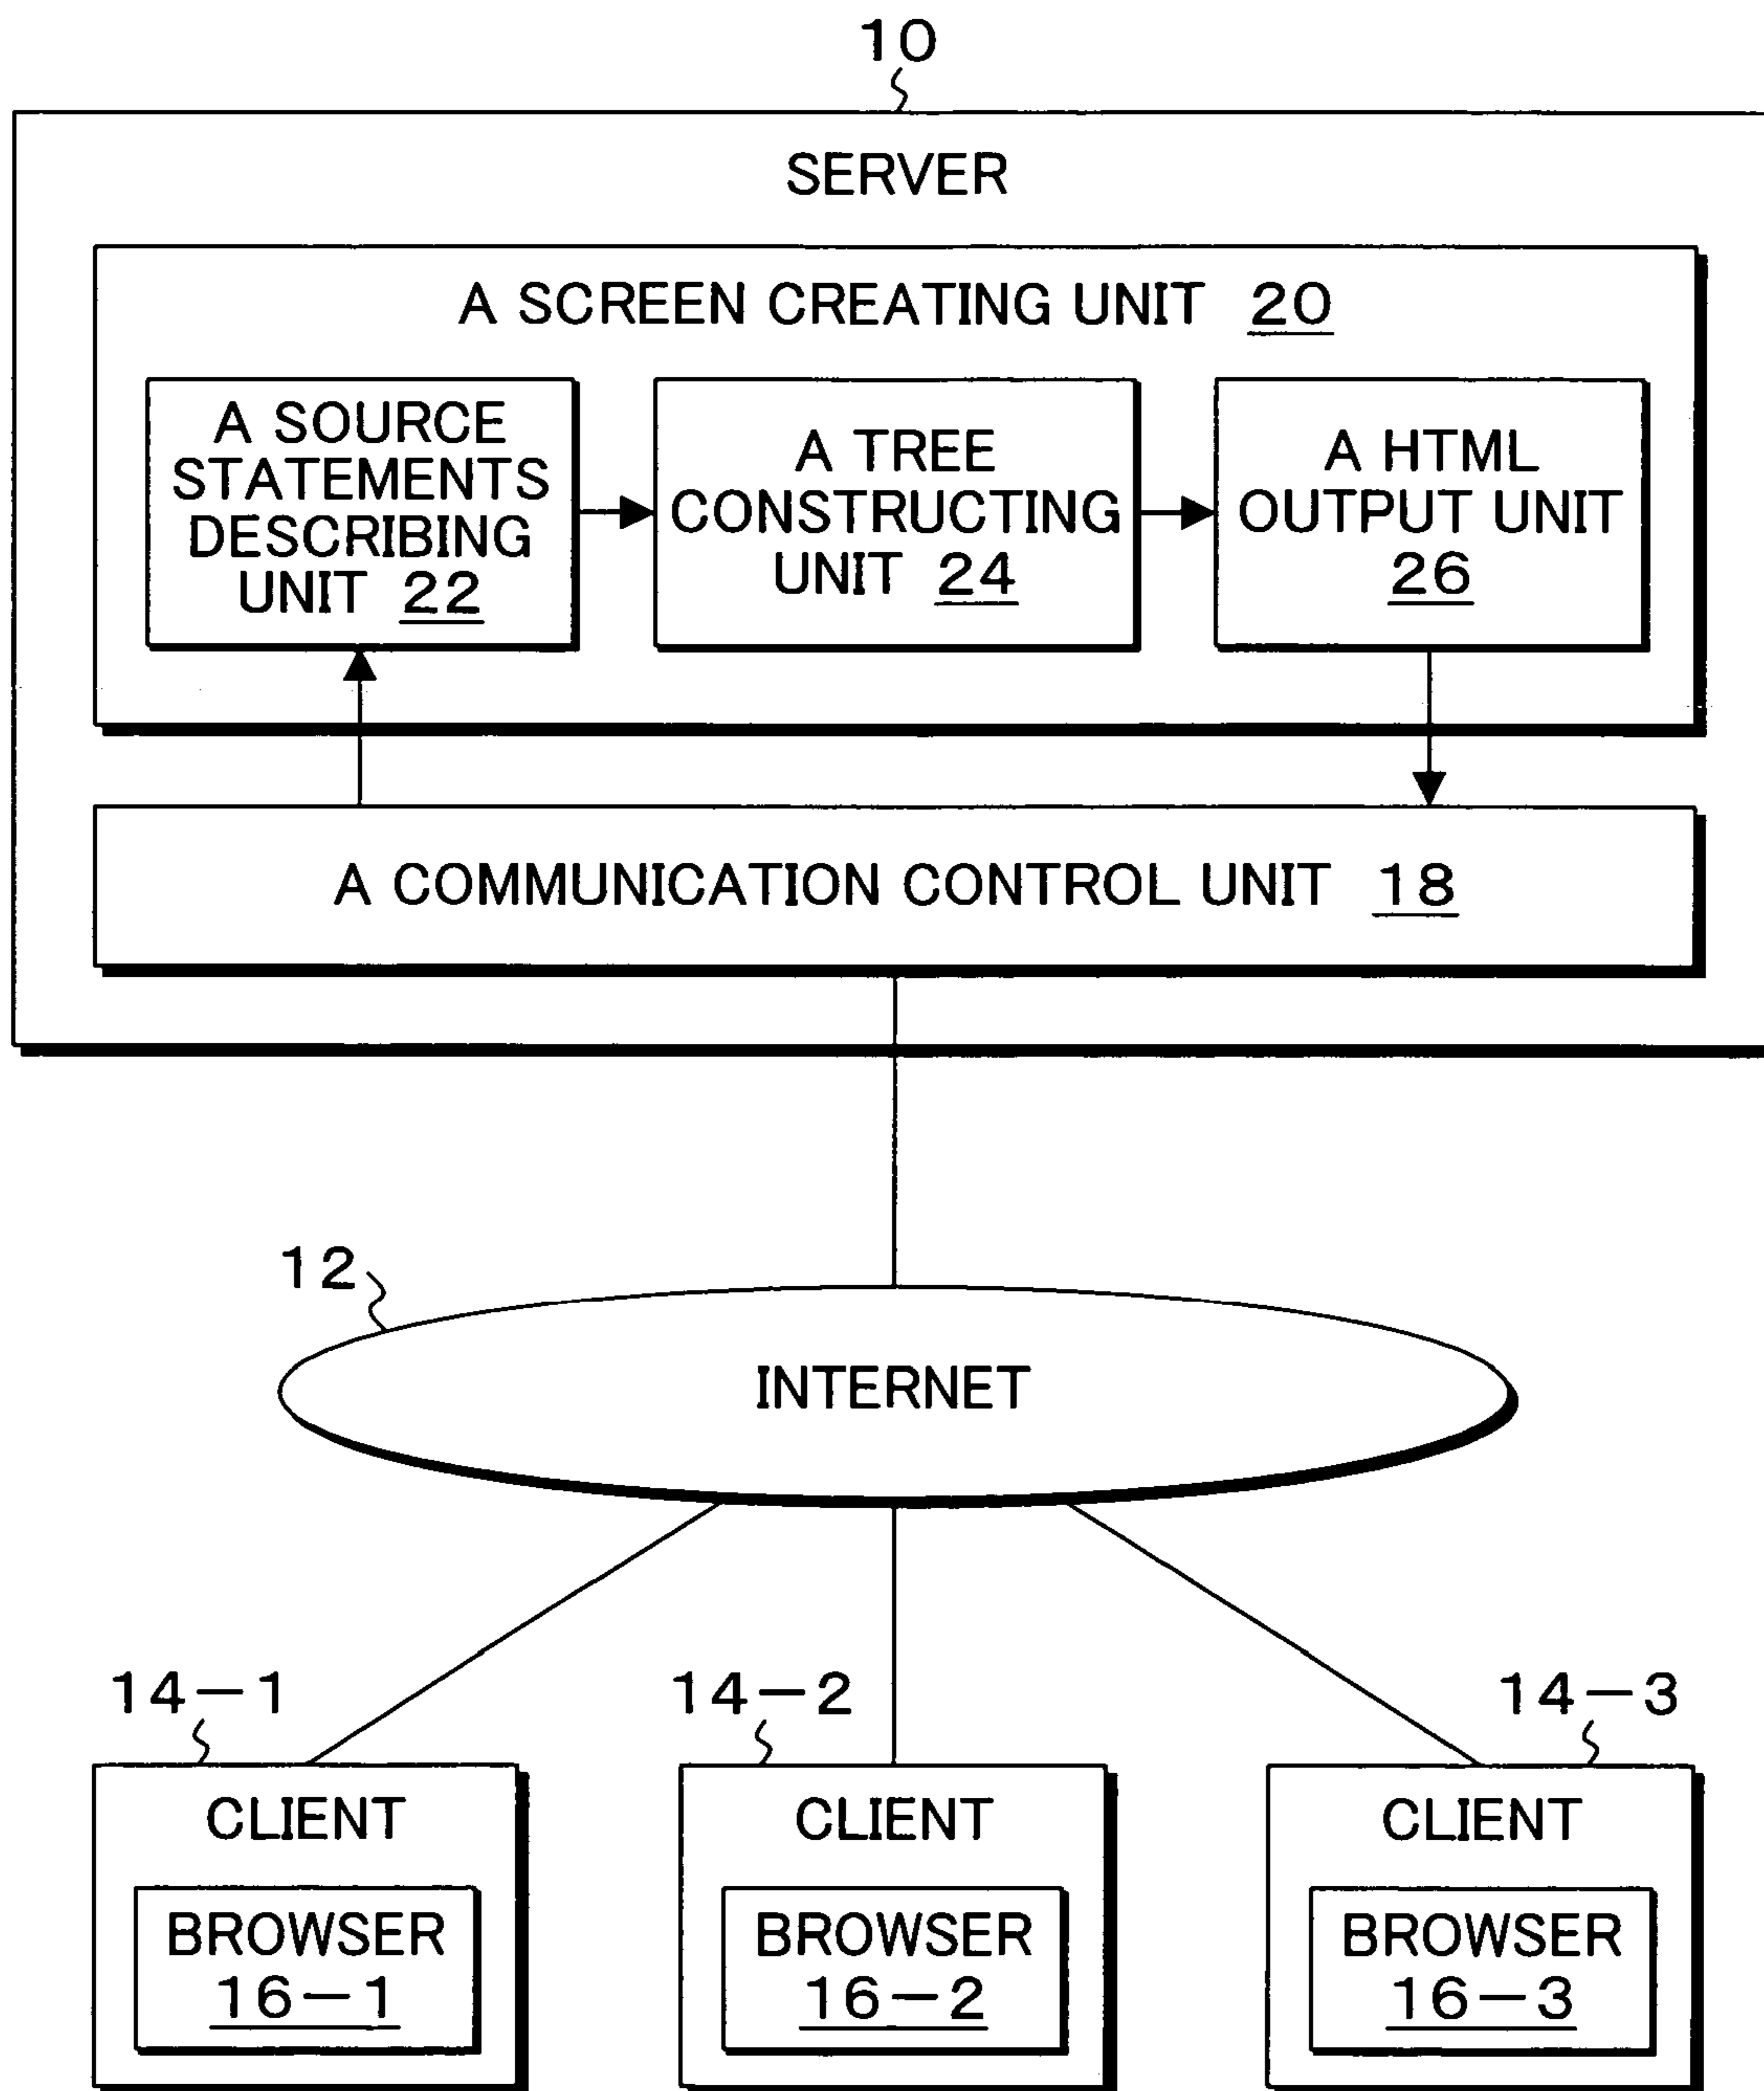 10
SERVER
A SCREEN CREATING UNIT 20
A SOURCE
STATEMENTS
DESCRIBING
UNIT 22
A TREE
CONSTRUCTING
UNIT 24
A HTML
OUTPUT UNIT
26
A COMMUNICATION CONTROL UNIT 18
12
INTERNET
14-1
CLIENT
BROWSER
16-1
14-2
CLIENT
BROWSER
16-2
14-3
CLIENT
BROWSER
16-3